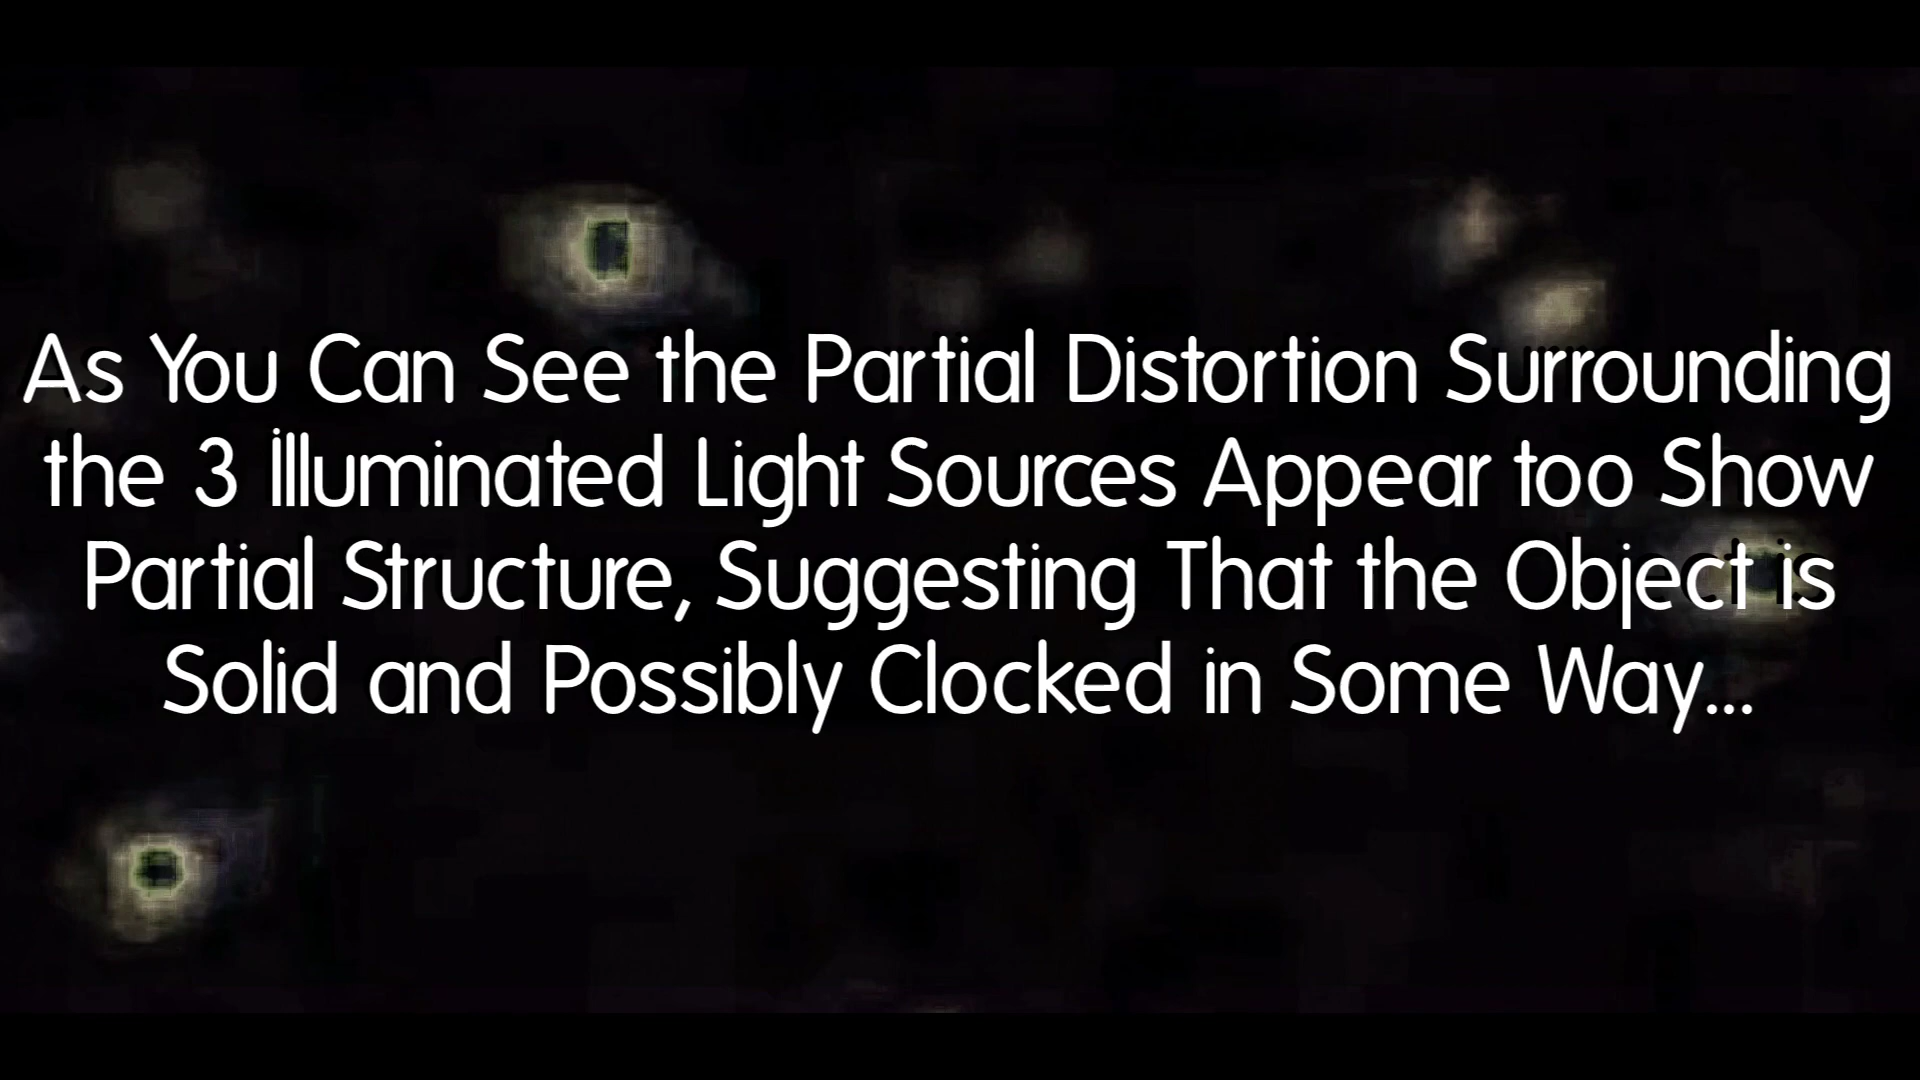 As You Can See the Partial Distortion Surrounding
the 3 illuminated Light Sources Appear too Show
Partial Structure, Suggesting That the Object is
Solid and Possibly Clocked in Some Way...